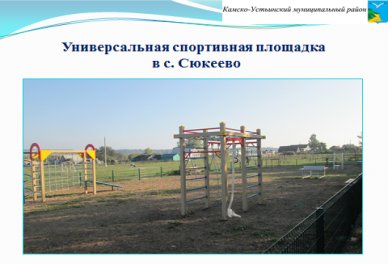 Камско-Устьинский муниципальный район
Универсальная спортивная площадка
в с. Сюкеево